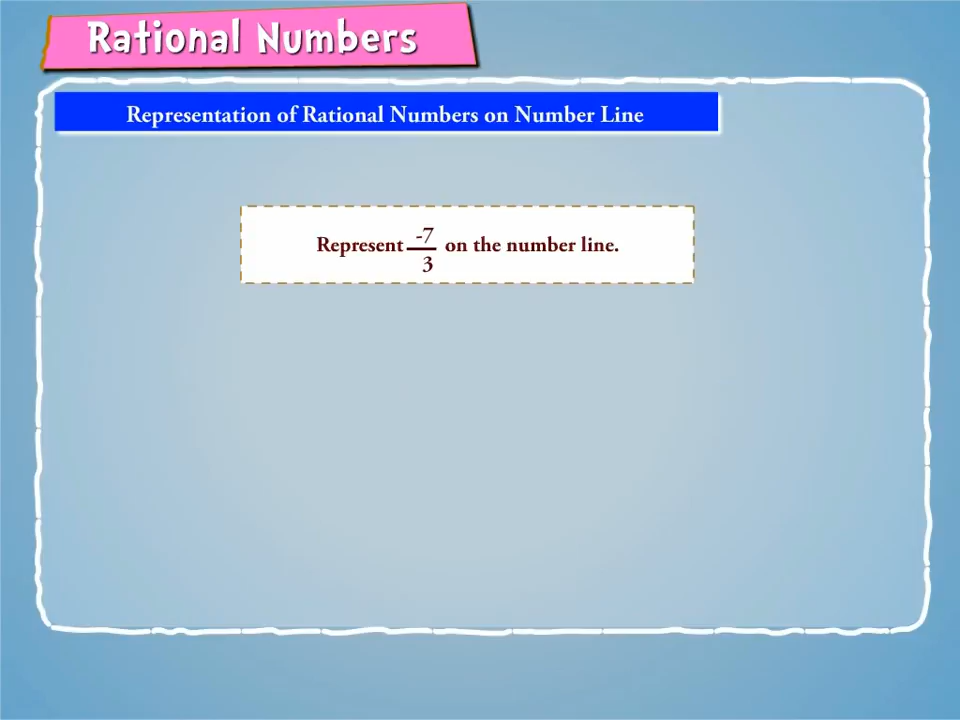 Rational Numbers
Representation of Rational Numbers on Number Line
Represent -7/3 on the number line.